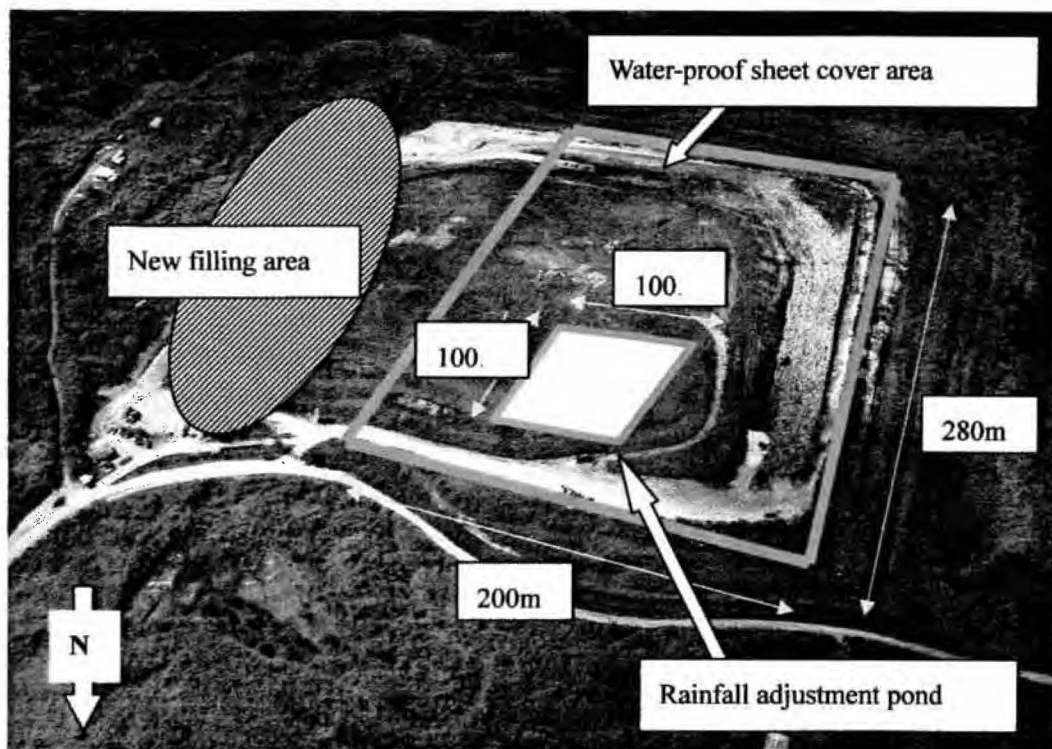 Water-proof sheet cover area
New filling area
100.
100.
280m
200m
N
Rainfall adjustment pond